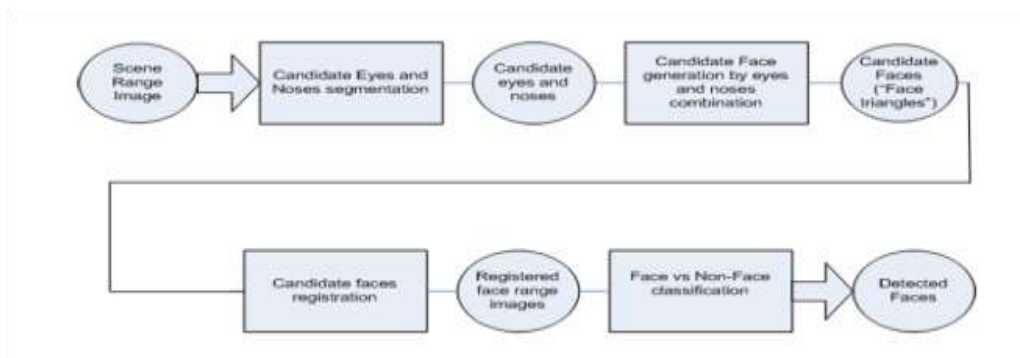 Scene
Range
Image
Candidate Eyes and
Noses segmentation
Candidate
eyes and
noses
Candidate Face
generation by eyes
and noses
combination
Candidate
Faces
("Face
triangles")
Candidate faces
registration
Registered
face range
images
Face vs Non-Face
classification
Detected
Faces